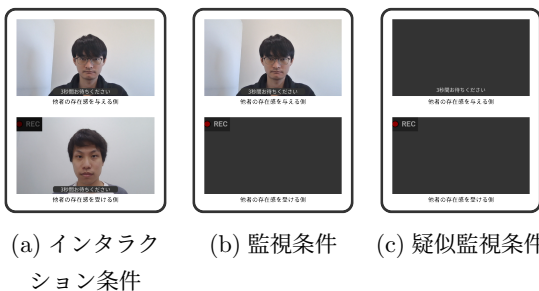 3秒間お待ちください
他者の存在感を与える側
REC
3秒間お待ちください
他者の存在感を受ける側
3秒間お待ちください
他者の存在感を与える側
REC
他者の存在感を受ける側
3秒間お待ちください
他者の存在感を与える側
REC
他者の存在感を受ける側
(a) インタラク
ション条件
(b) 監視条件
(c) 疑似監視条件